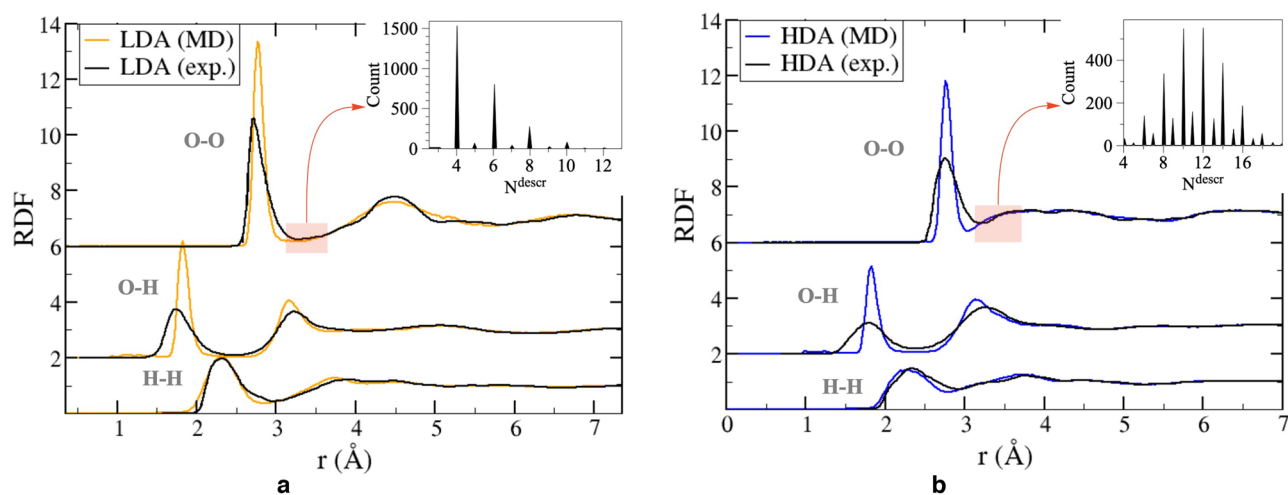 14
12
10
8
6
4
2
RDF
LDA (MD)
LDA (exp.)
O-O
O-H
H-H
1500
1000
500
0
Count
4 6 8 10 12
N^descr
1 2 3 4 5 6 7
r (Å)
a
14
12
10
8
6
4
2
RDF
HDA (MD)
HDA (exp.)
O-O
O-H
H-H
600
400
200
0
Count
4 8 12 16
N^descr
0 1 2 3 4 5 6 7
r (Å)
b